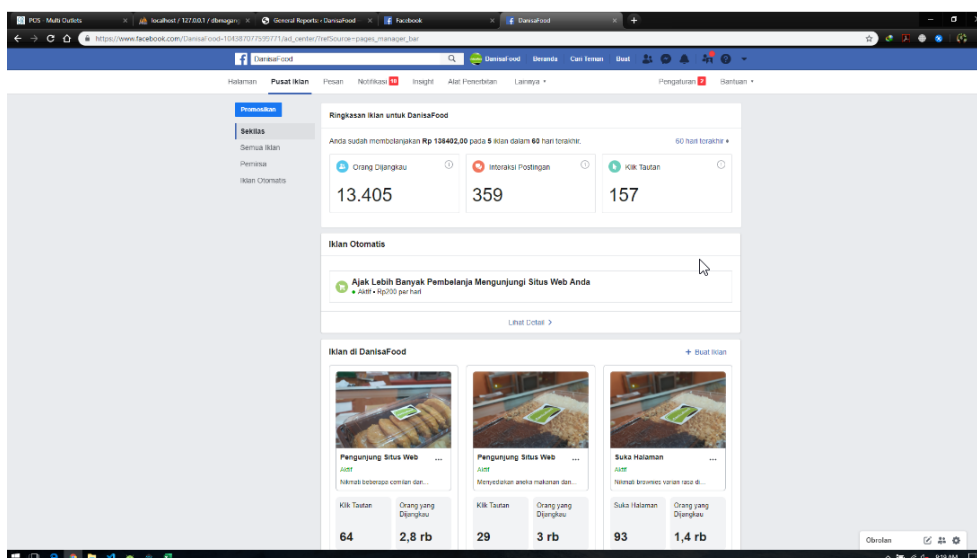 POS - Multi Outlets
localhost / 127.0.0.1 / dbmagang
General Reports - DanisaFood
Facebook
DanisaFood
https://www.facebook.com/DanisaFood-104387077595771/ad_center/?refSource=pages_manager_bar
DanisaFood
DanisaFood Beranda Cari Teman Buat
Halaman Pusat Iklan Pesan Notifikasi 10 Insight Alat Penerbitan Lainnya Pengaturan 2 Bantuan
Promosikan
Sekilas
Semua Iklan
Pemirsa
Iklan Otomatis
Ringkasan Iklan untuk DanisaFood
Anda sudah membelanjakan Rp 136402,00 pada 5 iklan dalam 60 hari terakhir.
60 hari terakhir
Orang Dijangkau
13.405
Interaksi Postingan
359
Klik Tautan
157
Iklan Otomatis
Ajak Lebih Banyak Pembelanja Mengunjungi Situs Web Anda
Aktif • Rp200 per hari
Lihat Detail >
Iklan di DanisaFood
+ Buat Iklan
Pengunjung Situs Web ...
Aktif
Nikmati beberapa cemilan dan...
Klik Tautan
64
Orang yang
Dijangkau
2,8 rb
Pengunjung Situs Web ...
Aktif
Menyediakan aneka makanan dan...
Klik Tautan
29
Orang yang
Dijangkau
3 rb
Suka Halaman ...
Aktif
Nikmati brownies varian rasa di...
Suka Halaman
93
Orang yang
Dijangkau
1,4 rb
Obrolan